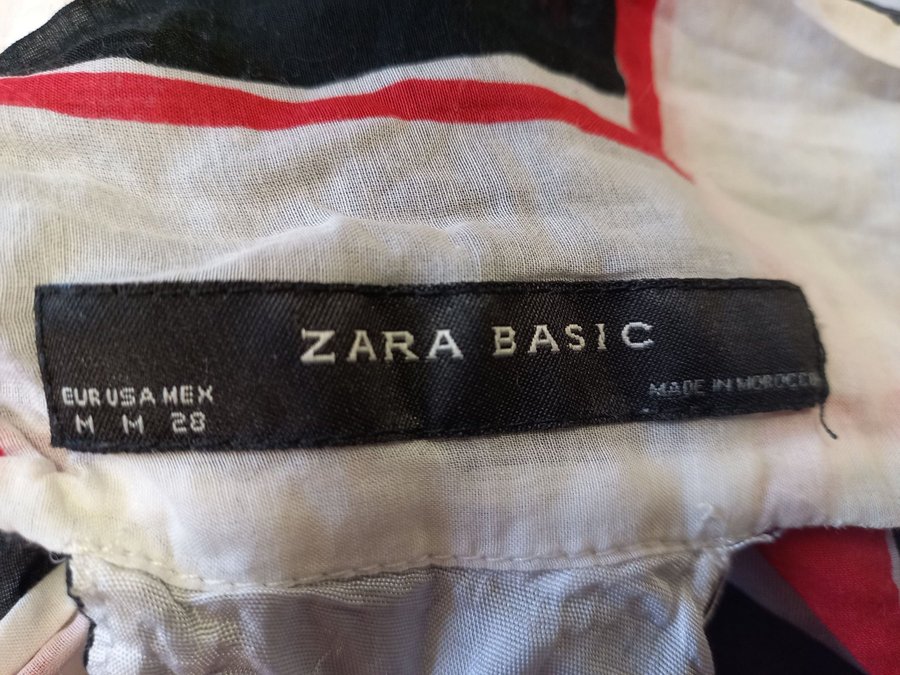 ZARA BASIC
EUR USA MEX
M M 28
MADE IN MOROCCO